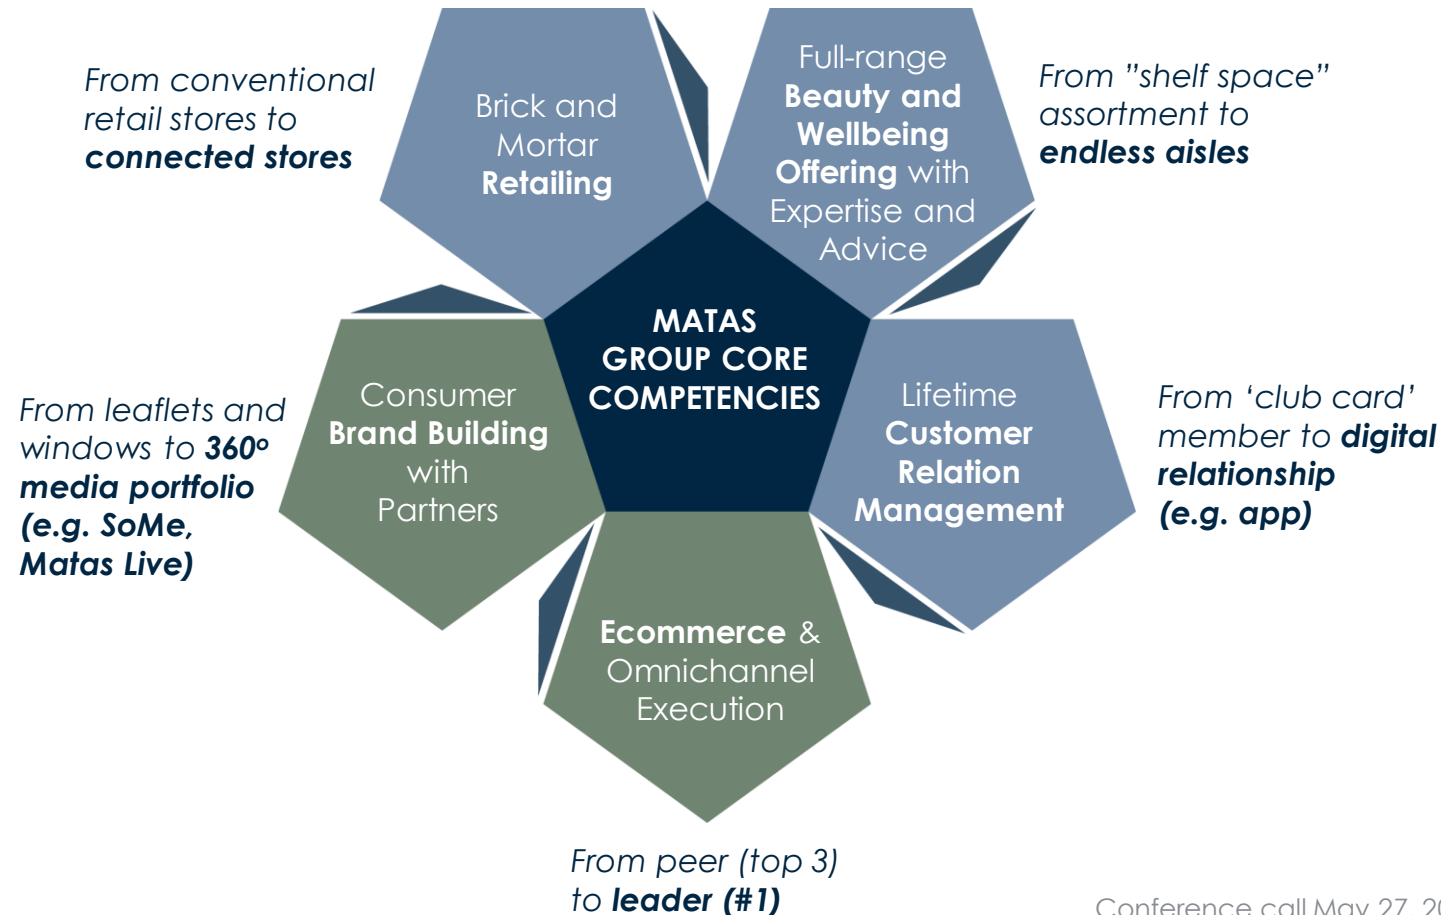 From conventional
retail stores to
connected stores
Brick and
Mortar
Retailing
Full-range
Beauty and
Wellbeing
Offering with
Expertise and
Advice
From ”shelf space”
assortment to
endless aisles
MATAS
GROUP CORE
COMPETENCIES
From leaflets and
windows to 360º
media portfolio
(e.g. SoMe,
Matas Live)
Consumer
Brand Building
with
Partners
Lifetime
Customer
Relation
Management
From ‘club card’
member to digital
relationship
(e.g. app)
Ecommerce &
Omnichannel
Execution
From peer (top 3)
to leader (#1)
Conference call May 27, 20